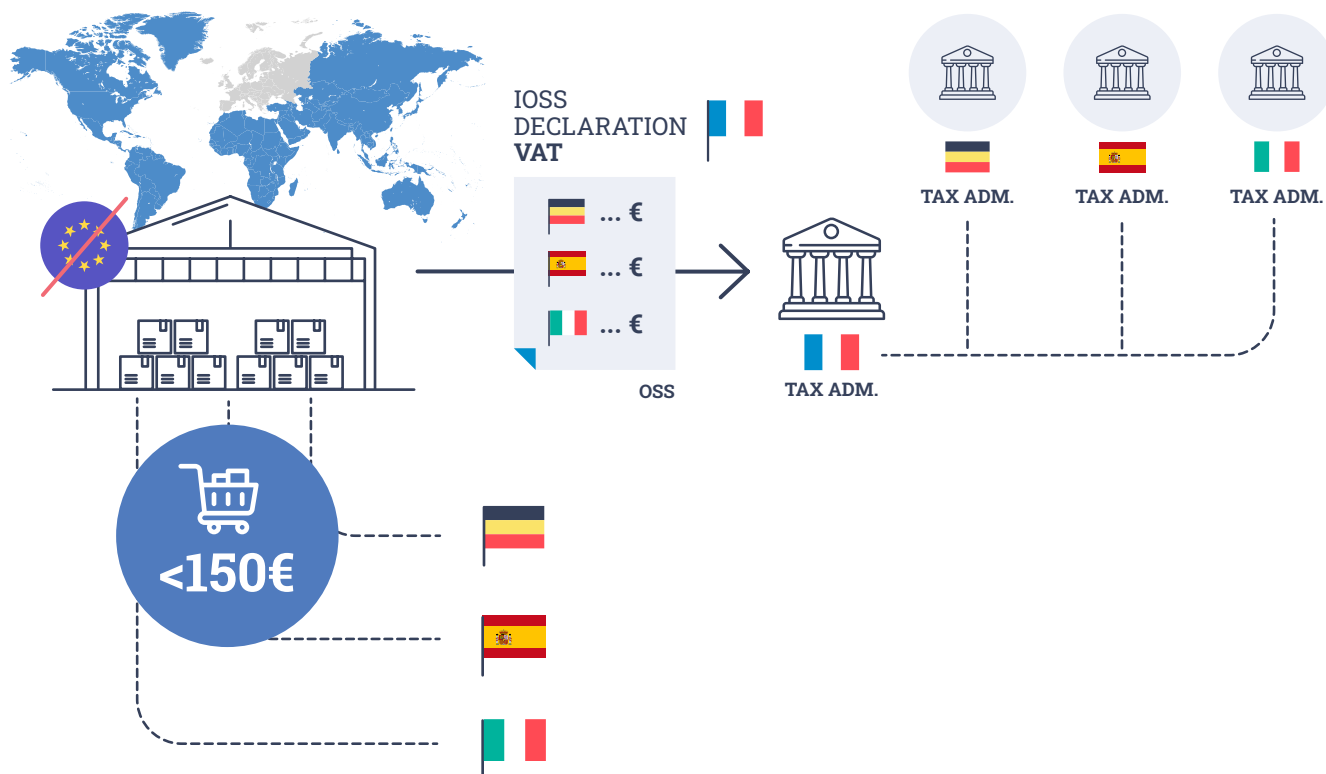 IOSS
DECLARATION
VAT
... €
... €
... €
OSS
TAX ADM.
TAX ADM.
TAX ADM.
TAX ADM.
<150€